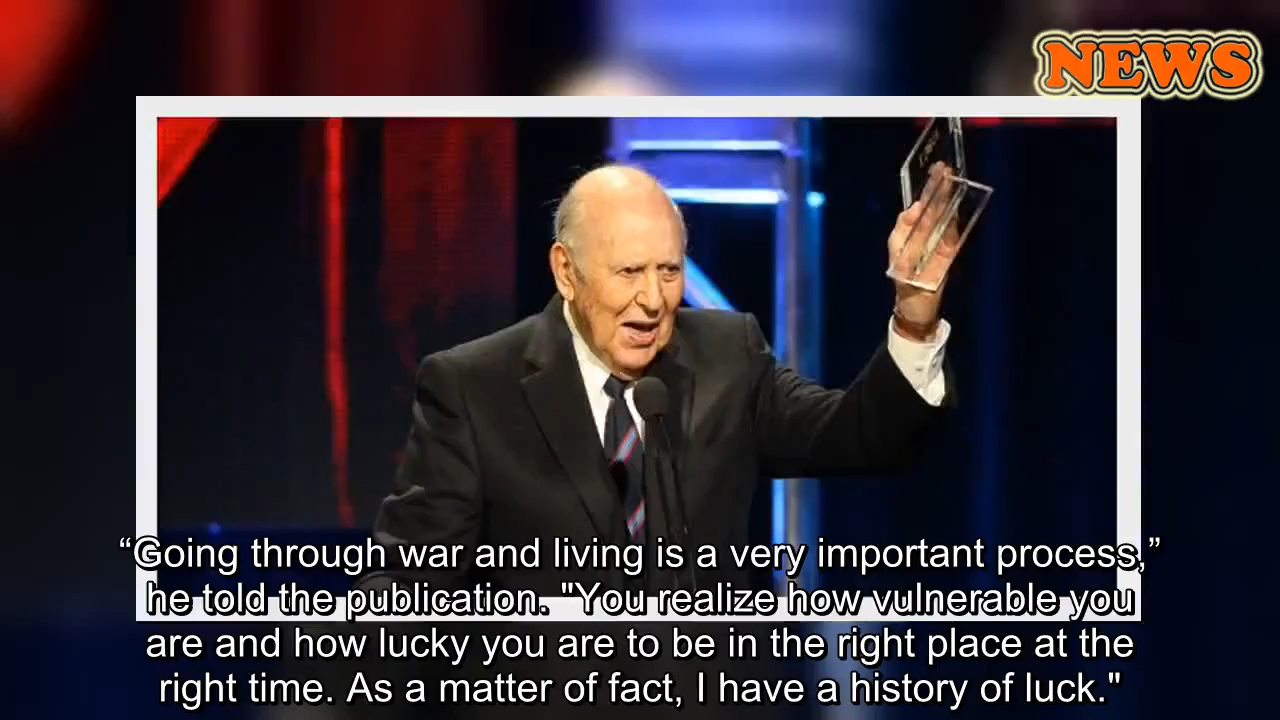 NEWS
“Going through war and living is a very important process,”
he told the publication. "You realize how vulnerable you
are and how lucky you are to be in the right place at the
right time. As a matter of fact, I have a history of luck."